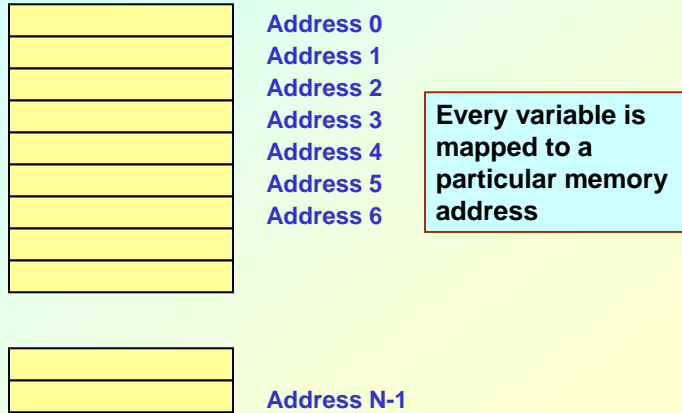 Address 0
Address 1
Address 2
Address 3
Address 4
Address 5
Address 6
Every variable is
mapped to a
particular memory
address
Address N-1